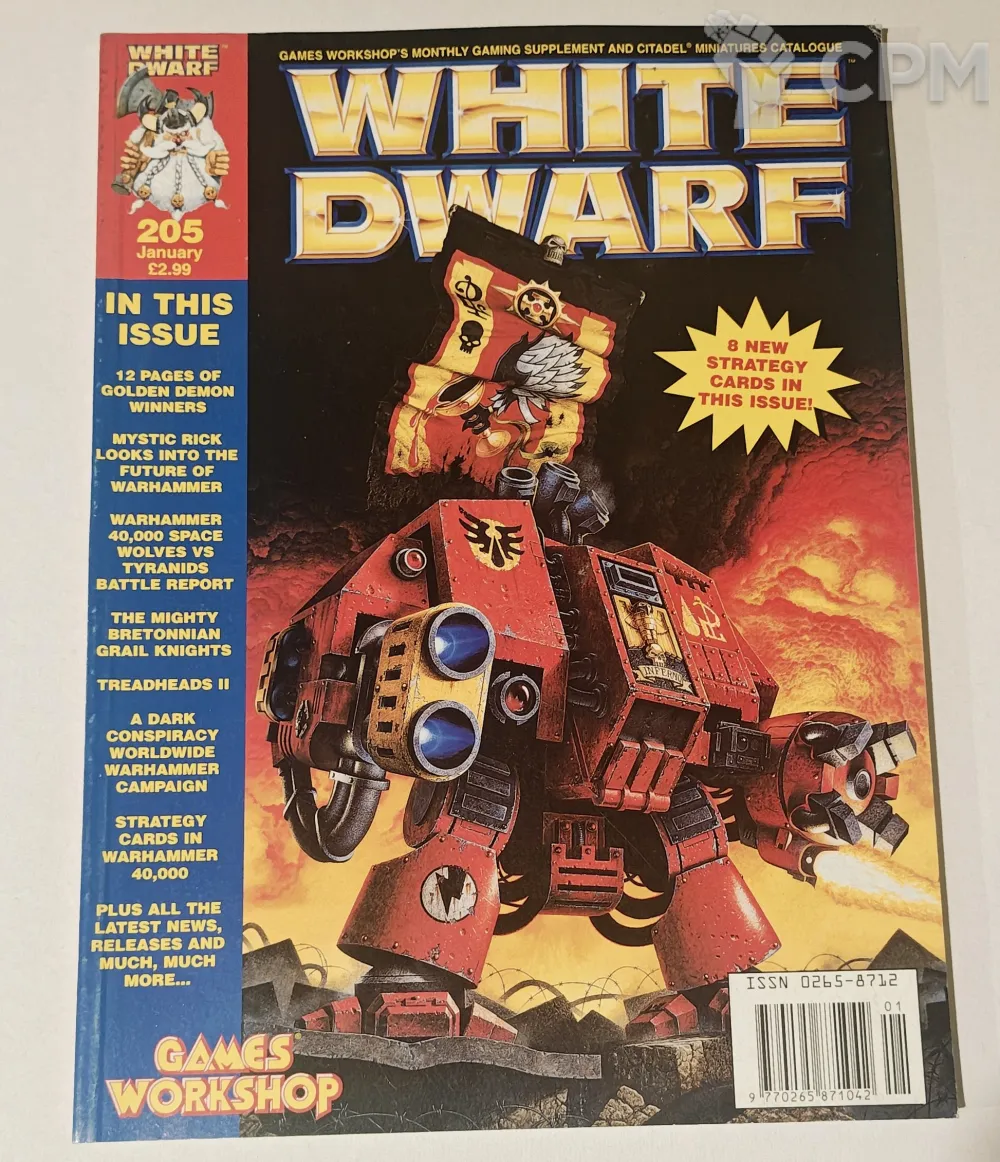 WHITE DWARF™
205
January
£2.99
IN THIS
ISSUE
12 PAGES OF
GOLDEN DEMON
WINNERS
MYSTIC RICK
LOOKS INTO THE
FUTURE OF
WARHAMMER
WARHAMMER
40,000 SPACE
WOLVES VS
TYRANIDS
BATTLE REPORT
THE MIGHTY
BRETONNIAN
GRAIL KNIGHTS
TREADHEADS II
A DARK
CONSPIRACY
WORLDWIDE
WARHAMMER
CAMPAIGN
STRATEGY
CARDS IN
WARHAMMER
40,000
PLUS ALL THE
LATEST NEWS,
RELEASES AND
MUCH, MUCH
MORE...
GAMES
WORKSHOP®
GAMES WORKSHOP'S MONTHLY GAMING SUPPLEMENT AND CITADEL® MINIATURES CATALOGUE
WHITE
DWARF™
CPM
8 NEW
STRATEGY
CARDS IN
THIS ISSUE!
INFERNO
ISSN 0265-8712
01
9 770265 871042